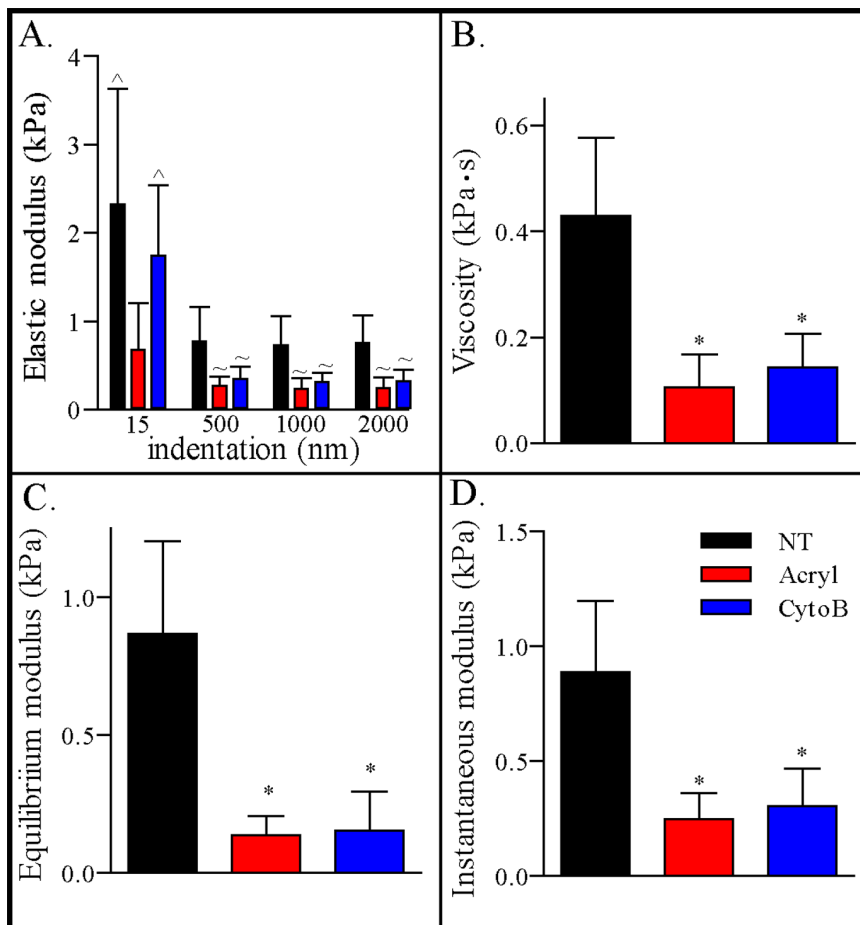 A.
Elastic modulus (kPa)
4
3
2
1
0
^
^
~ ~
~ ~
~ ~
15 500 1000 2000
indentation (nm)
B.
Viscosity (kPa·s)
0.6
0.4
0.2
0.0
*
*
C.
Equilibriium modulus (kPa)
1.0
0.5
0.0
*
*
D.
Instantaneous modulus (kPa)
1.5
1.0
0.5
0.0
NT
Acryl
CytoB
*
*